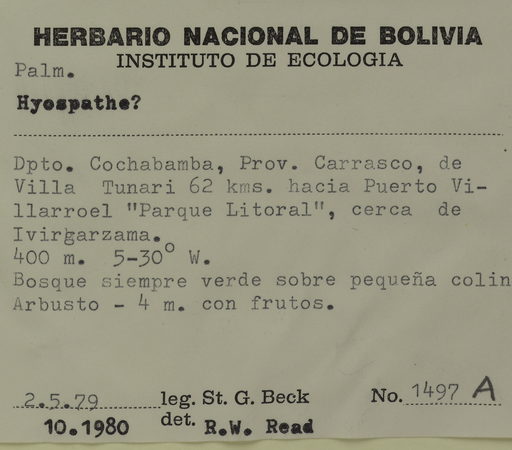 HERBARIO NACIONAL DE BOLIVIA
INSTITUTO DE ECOLOGIA
Palm.
Hyospathe?
Dpto. Cochabamba, Prov. Carrasco, de
Villa Tunari 62 kms. hacia Puerto Vi-
llarroel "Parque Litoral", cerca de
Ivirgarzama.
400 m. 5-30° W.
Bosque siempre verde sobre pequeña colin
Arbusto - 4 m. con frutos.
2.5.79 leg. St. G. Beck No. 1497 A
10.1980 det. R.W. Read